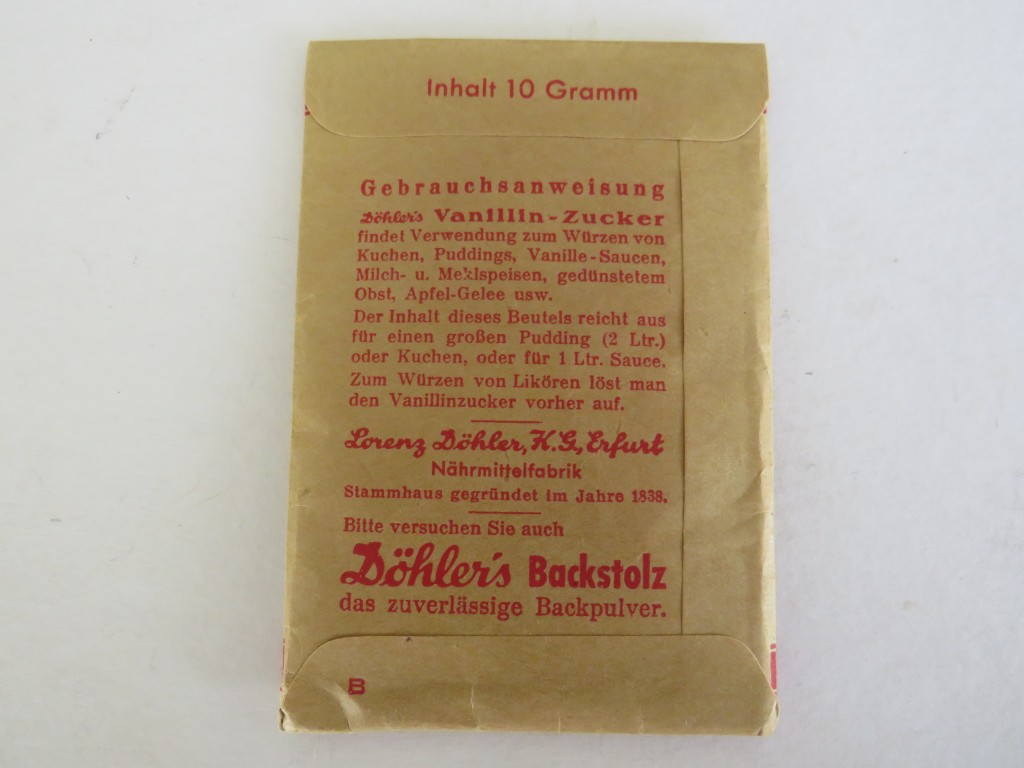 Inhalt 10 Gramm
Gebrauchsanweisung
Döhler's Vanillin-Zucker
findet Verwendung zum Würzen von
Kuchen, Puddings, Vanille-Saucen,
Milch- u. Mehlspeisen, gedünstetem
Obst, Apfel-Gelee usw.
Der Inhalt dieses Beutels reicht aus
für einen großen Pudding (2 Ltr.)
oder Kuchen, oder für 1 Ltr. Sauce.
Zum Würzen von Likören löst man
den Vanillinzucker vorher auf.
Lorenz Döhler, K.G., Erfurt
Nährmittelfabrik
Stammhaus gegründet im Jahre 1838.
Bitte versuchen Sie auch
Döhler's Backstolz
das zuverlässige Backpulver.
B